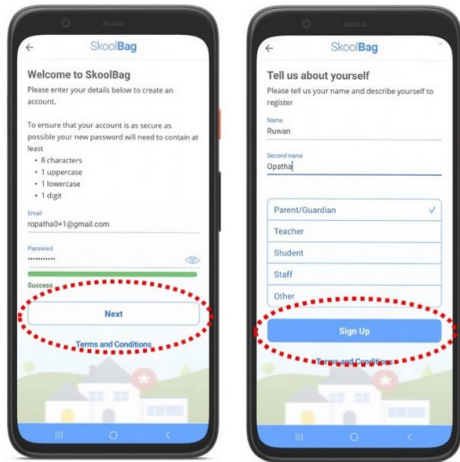 SkoolBag
Welcome to SkoolBag
Please enter your details below to create an
account.
To ensure that your account is as secure as
possible your new password will need to contain at
least
• 8 characters
• 1 uppercase
• 1 lowercase
• 1 digit
Email
ropatha0+1@gmail.com
Password
Success
Next
Terms and Conditions
SkoolBag
Tell us about yourself
Please tell us your name and describe yourself to
register
Name
Ruwan
Second name
Opatha
Parent/Guardian
Teacher
Student
Staff
Other
Sign Up
Terms and Conditions